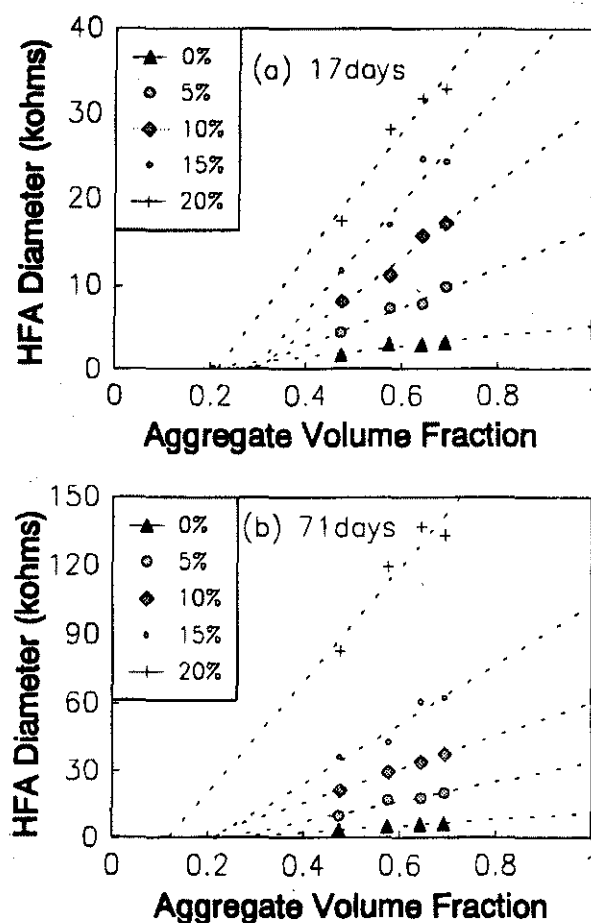 HFA Diameter (kohms)
40
30
20
10
0
0%
5%
10%
15%
20%
(a) 17days
0 0.2 0.4 0.6 0.8
Aggregate Volume Fraction
HFA Diameter (kohms)
150
120
90
60
30
0
0%
5%
10%
15%
20%
(b) 71days
0 0.2 0.4 0.6 0.8 1
Aggregate Volume Fraction